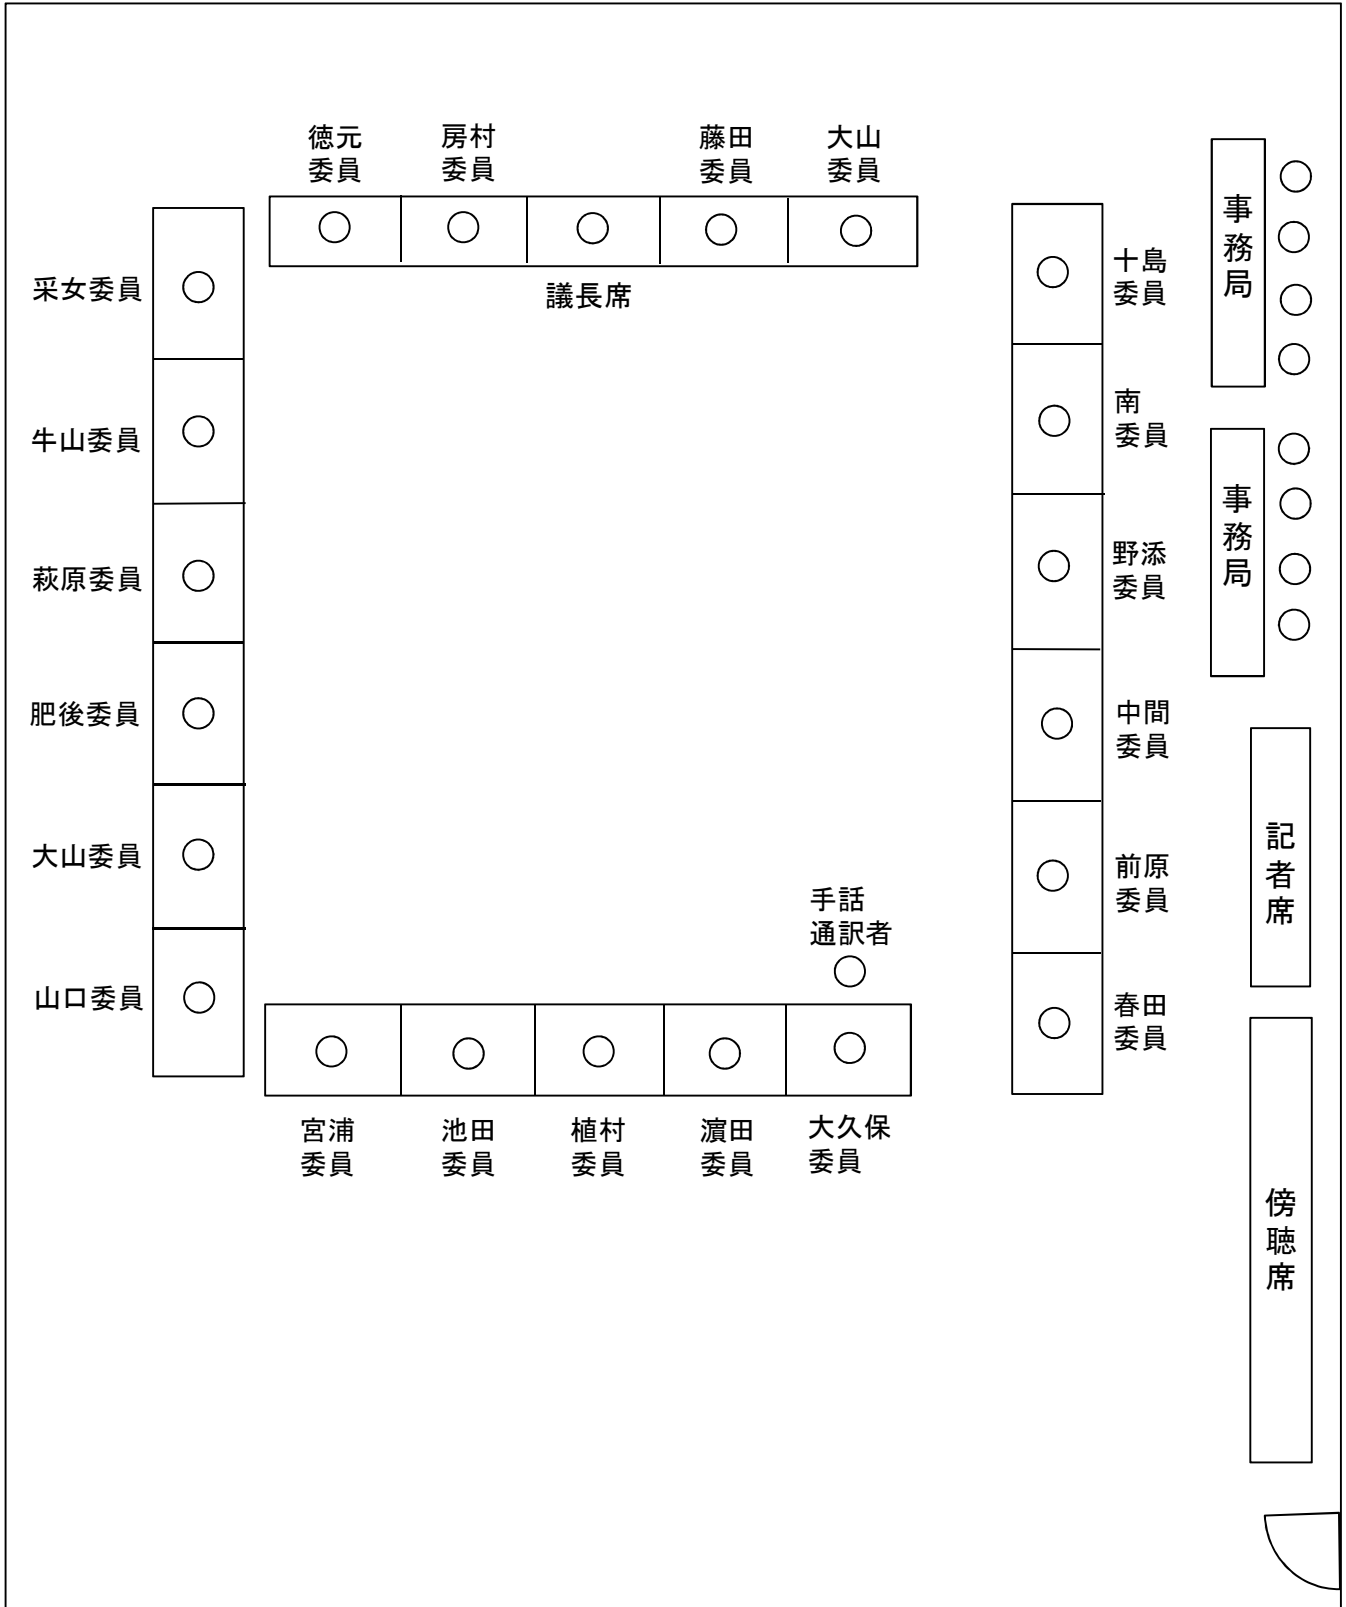 徳元
委員
房村
委員
藤田
委員
大山
委員
議長席
采女委員
牛山委員
萩原委員
肥後委員
大山委員
山口委員
十島
委員
南
委員
野添
委員
中間
委員
前原
委員
春田
委員
手話
通訳者
宮浦
委員
池田
委員
植村
委員
濵田
委員
大久保
委員
事務局
事務局
記者席
傍聴席